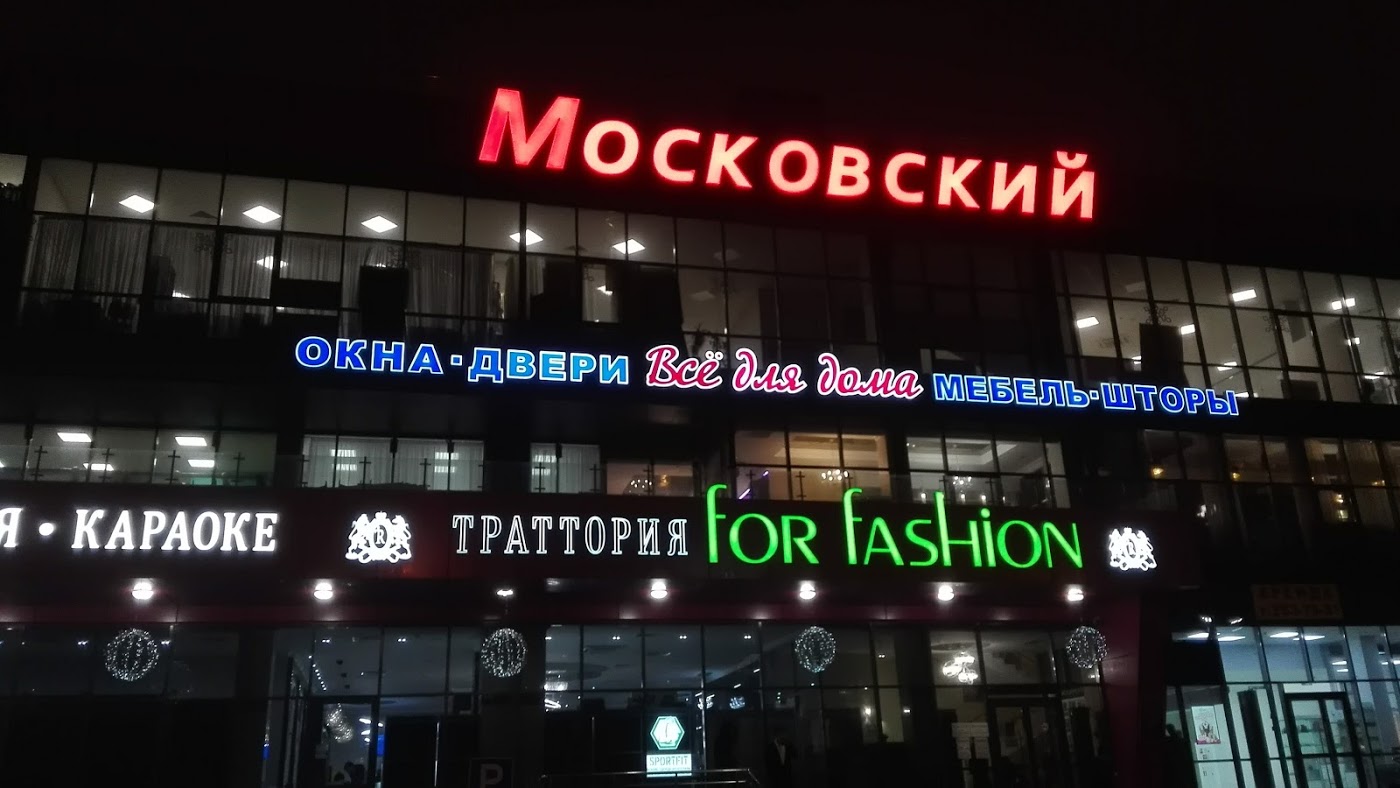 Московский
ОКНА·ДВЕРИ Всё для дома МЕБЕЛЬ·ШТОРЫ
Я • КАРАОКЕ R ТРАТТОРИЯ for fashion R
SPORTFIT
P